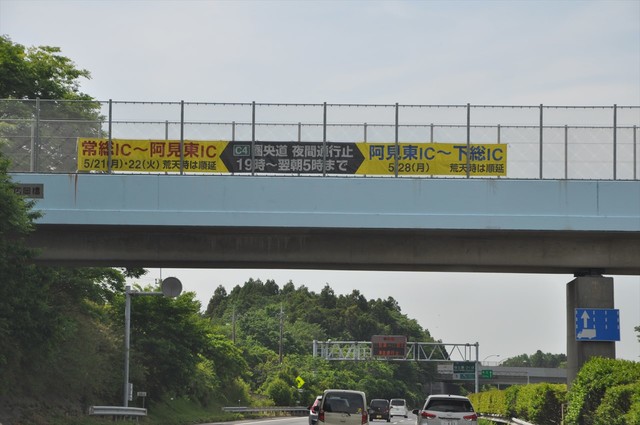 常総IC～阿見東IC
5/21(月)・22(火) 荒天時は順延
C4 圏央道 夜間通行止
19時～翌朝5時まで
阿見東IC～下総IC
5/28(月) 荒天時は順延